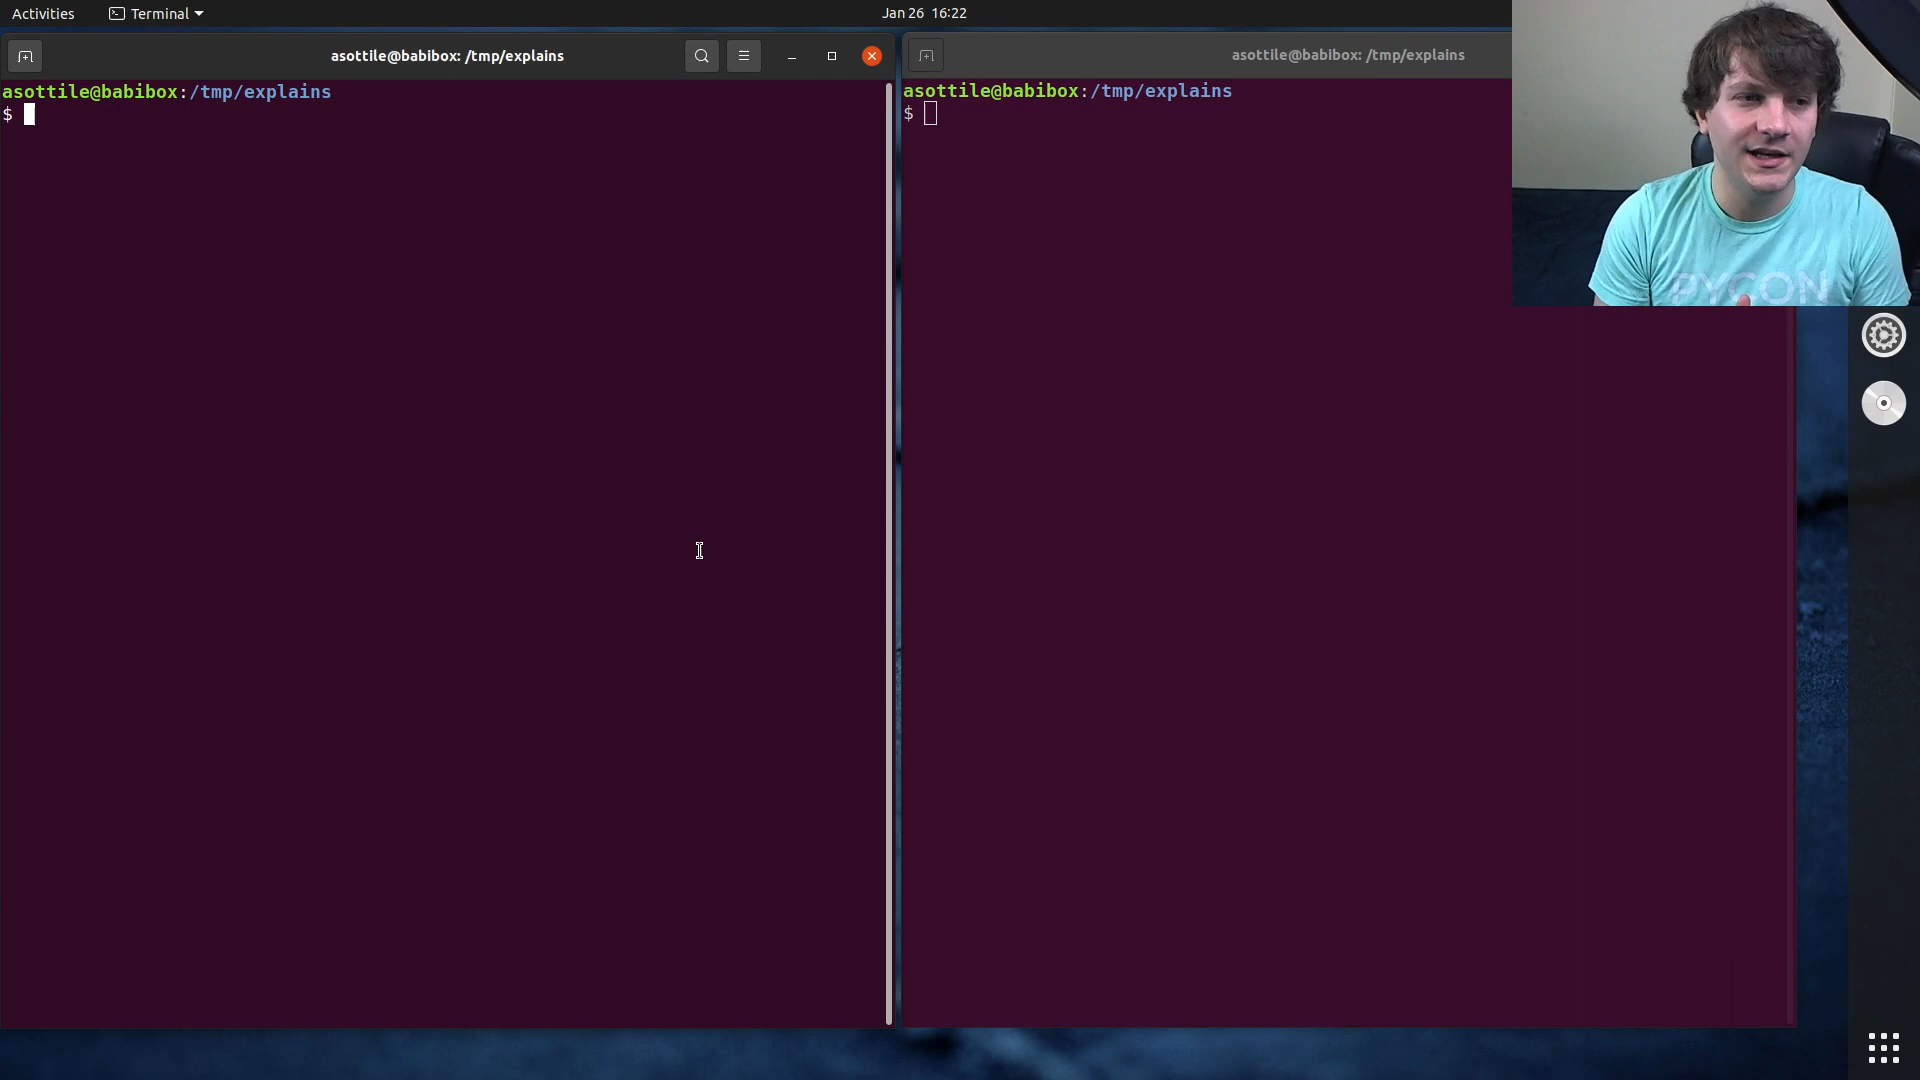 Activities
Terminal
Jan 26 16:22
asottile@babibox: /tmp/explains
asottile@babibox:/tmp/explains
$
asottile@babibox: /tmp/explains
asottile@babibox:/tmp/explains
$
PYCON